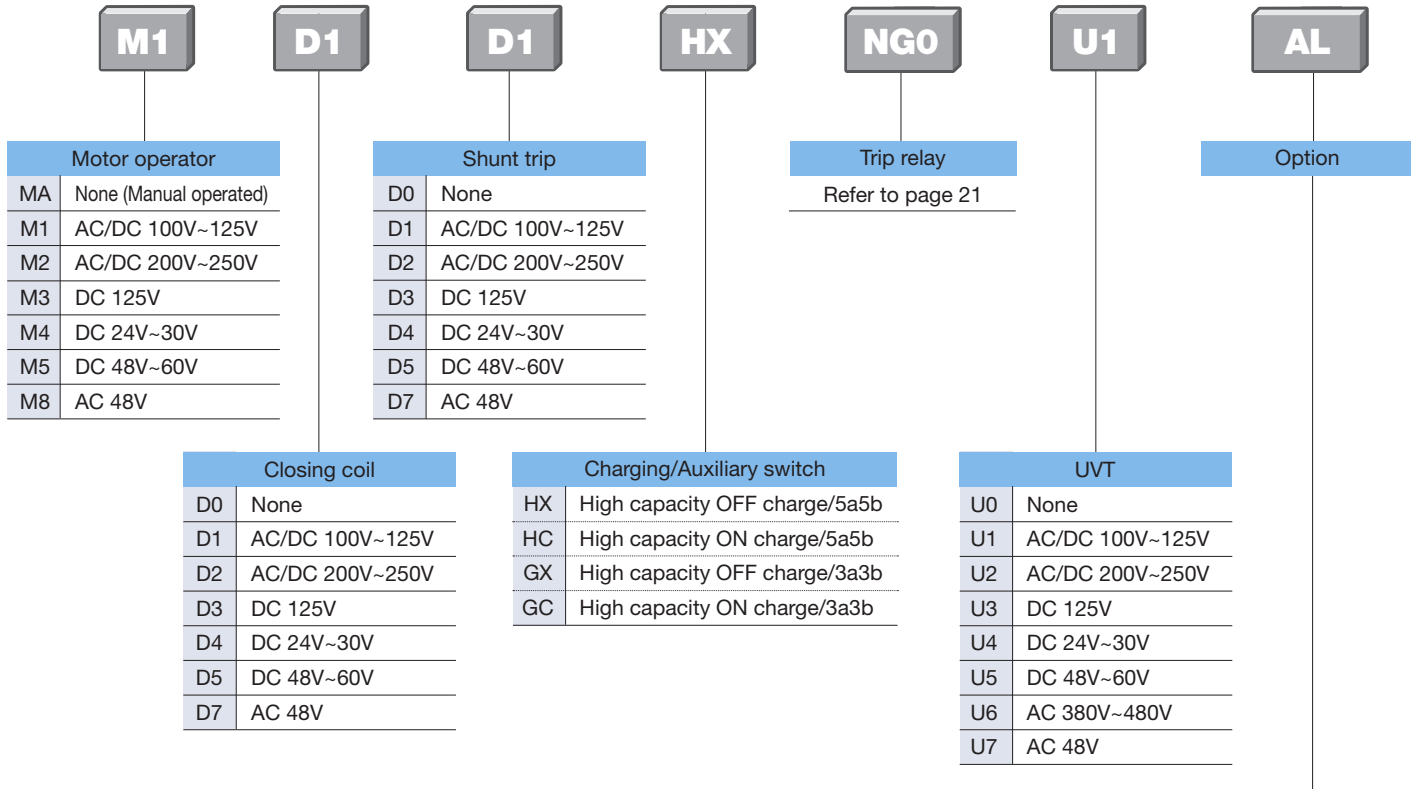 M1 D1 D1 HX NG0 U1 AL
Motor operator
MA None (Manual operated)
M1 AC/DC 100V~125V
M2 AC/DC 200V~250V
M3 DC 125V
M4 DC 24V~30V
M5 DC 48V~60V
M8 AC 48V
Shunt trip
D0 None
D1 AC/DC 100V~125V
D2 AC/DC 200V~250V
D3 DC 125V
D4 DC 24V~30V
D5 DC 48V~60V
D7 AC 48V
Trip relay
Refer to page 21
Option
Closing coil
D0 None
D1 AC/DC 100V~125V
D2 AC/DC 200V~250V
D3 DC 125V
D4 DC 24V~30V
D5 DC 48V~60V
D7 AC 48V
Charging/Auxiliary switch
HX High capacity OFF charge/5a5b
HC High capacity ON charge/5a5b
GX High capacity OFF charge/3a3b
GC High capacity ON charge/3a3b
UVT
U0 None
U1 AC/DC 100V~125V
U2 AC/DC 200V~250V
U3 DC 125V
U4 DC 24V~30V
U5 DC 48V~60V
U6 AC 380V~480V
U7 AC 48V